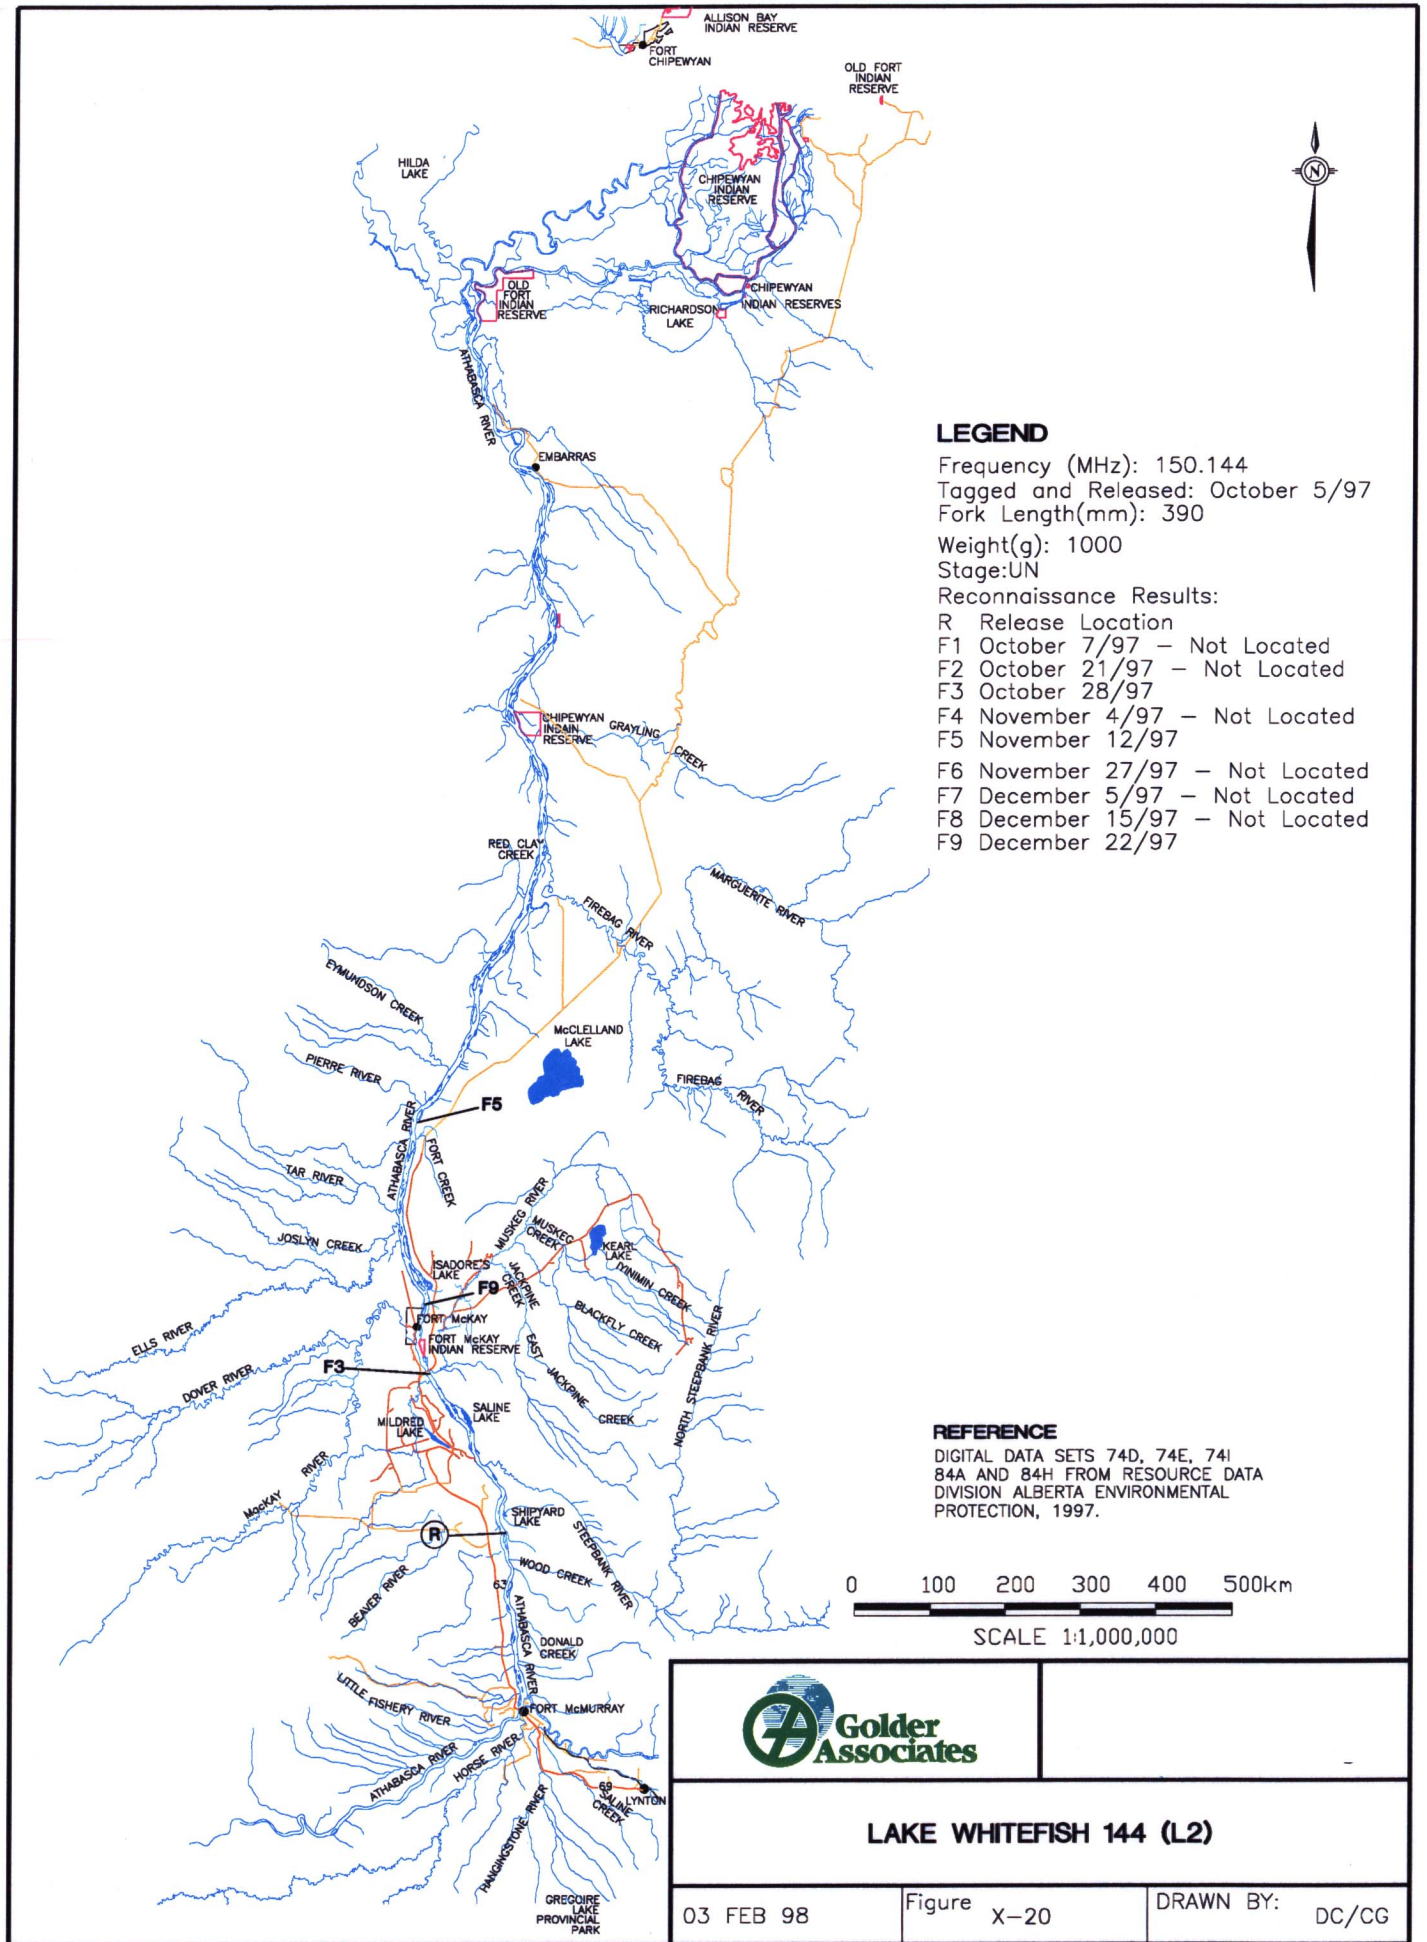 ALLISON BAY
INDIAN RESERVE
FORT
CHIPEWYAN
OLD FORT
INDIAN
RESERVE
HILDA
LAKE
N
CHIPEWYAN
INDIAN
RESERVE
OLD
FORT
INDIAN
RESERVE
CHIPEWYAN
INDIAN RESERVES
RICHARDSON
LAKE
ATHABASCA RIVER
EMBARRAS
LEGEND
Frequency (MHz): 150.144
Tagged and Released: October 5/97
Fork Length(mm): 390
Weight(g): 1000
Stage:UN
Reconnaissance Results:
R Release Location
F1 October 7/97 – Not Located
F2 October 21/97 – Not Located
F3 October 28/97
F4 November 4/97 – Not Located
F5 November 12/97
F6 November 27/97 – Not Located
F7 December 5/97 – Not Located
F8 December 15/97 – Not Located
F9 December 22/97
CHIPEWYAN
INDAIN
RESERVE
GRAYLING CREEK
RED CLAY
CREEK
MARGUERITE RIVER
FIREBAG RIVER
EYMUNDSON CREEK
McCLELLAND
LAKE
PIERRE RIVER
FIREBAG RIVER
F5
ATHABASCA RIVER
FORT CREEK
TAR RIVER
JOSLYN CREEK
MUSKEG RIVER
MUSKEG
CREEK
KEARL
LAKE
IYINIMIN CREEK
ISADORE'S
LAKE
JACKPINE
CREEK
F9
BLACKFLY CREEK
FORT McKAY
FORT McKAY
INDIAN RESERVE
EAST JACKPINE CREEK
NORTH STEEPBANK RIVER
ELLS RIVER
DOVER RIVER
F3
SALINE
LAKE
MILDRED
LAKE
MacKAY RIVER
SHIPYARD
LAKE
R
STEEPBANK RIVER
WOOD CREEK
BEAVER RIVER
63
ATHABASCA RIVER
DONALD
CREEK
LITTLE FISHERY RIVER
FORT McMURRAY
ATHABASCA RIVER
HORSE RIVER
HANGINGSTONE RIVER
69
SALINE
CREEK
LYNTON
GREGOIRE
LAKE
PROVINCIAL
PARK
REFERENCE
DIGITAL DATA SETS 74D, 74E, 74I
84A AND 84H FROM RESOURCE DATA
DIVISION ALBERTA ENVIRONMENTAL
PROTECTION, 1997.
0 100 200 300 400 500km
SCALE 1:1,000,000
Golder
Associates
LAKE WHITEFISH 144 (L2)
03 FEB 98
Figure X–20
DRAWN BY: DC/CG